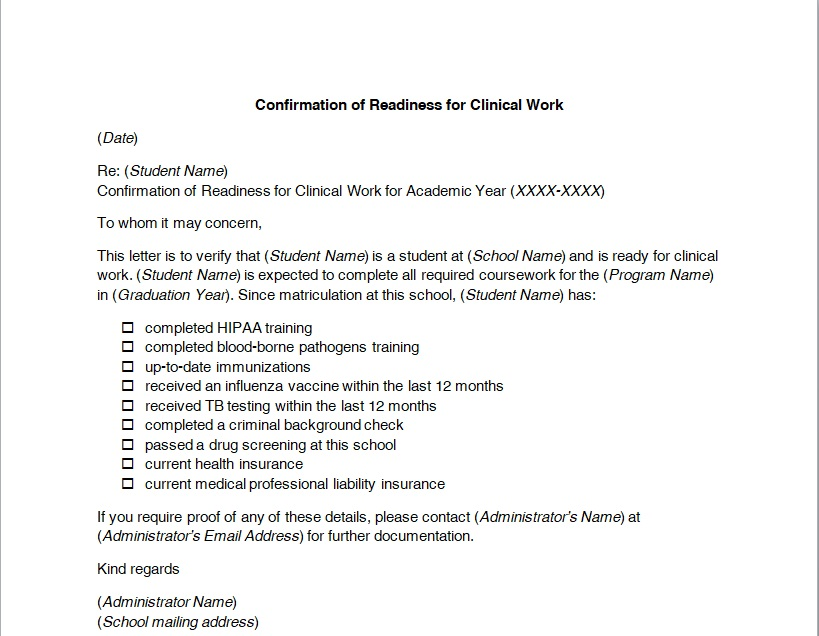 Confirmation of Readiness for Clinical Work
(Date)
Re: (Student Name)
Confirmation of Readiness for Clinical Work for Academic Year (XXXX-XXXX)
To whom it may concern,
This letter is to verify that (Student Name) is a student at (School Name) and is ready for clinical
work. (Student Name) is expected to complete all required coursework for the (Program Name)
in (Graduation Year). Since matriculation at this school, (Student Name) has:
☐ completed HIPAA training
☐ completed blood-borne pathogens training
☐ up-to-date immunizations
☐ received an influenza vaccine within the last 12 months
☐ received TB testing within the last 12 months
☐ completed a criminal background check
☐ passed a drug screening at this school
☐ current health insurance
☐ current medical professional liability insurance
If you require proof of any of these details, please contact (Administrator's Name) at
(Administrator's Email Address) for further documentation.
Kind regards
(Administrator Name)
(School mailing address)